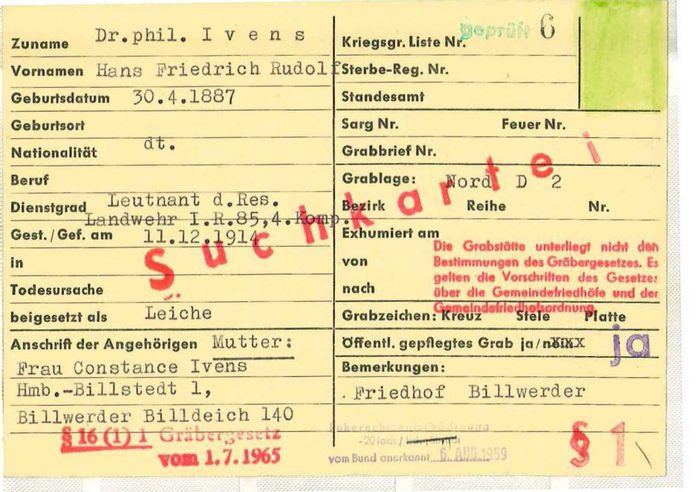 Zuname Dr.phil. Ivens
Vornamen Hans Friedrich Rudolf
Geburtsdatum 30.4.1887
Geburtsort
Nationalität dt.
Beruf
Dienstgrad Leutnant d.Res.
Landwehr I.R.85,4.Komp.
Gest./Gef. am 11.12.1914
in
Todesursache
beigesetzt als Leiche
Anschrift der Angehörigen Mutter:
Frau Constance Ivens
Hmb.-Billstedt 1,
Billwerder Billdeich 140
§ 16 (1) 1 Gräbergesetz
vom 1.7.1965
geprüft 6
Kriegsgr. Liste Nr.
Sterbe-Reg. Nr.
Standesamt
Sarg Nr. Feuer Nr.
Grabbrief Nr.
Grablage: Nord D 2
Bezirk Reihe Nr.
Exhumiert am
von
nach
Suchkartei
Die Grabstätte unterliegt nicht den
Bestimmungen des Gräbergesetzes. Es
gelten die Vorschriften des Gesetzes
über die Gemeindefriedhöfe und der
Gemeindefriedhofsordnung.
Grabzeichen: Kreuz Stele Platte
Öffentl. gepflegtes Grab ja/nein ja
Bemerkungen:
Friedhof Billwerder
Ruherechtsentschädigung
-20fach /
vom Bund anerkannt 6. AUG. 1959
§ 1